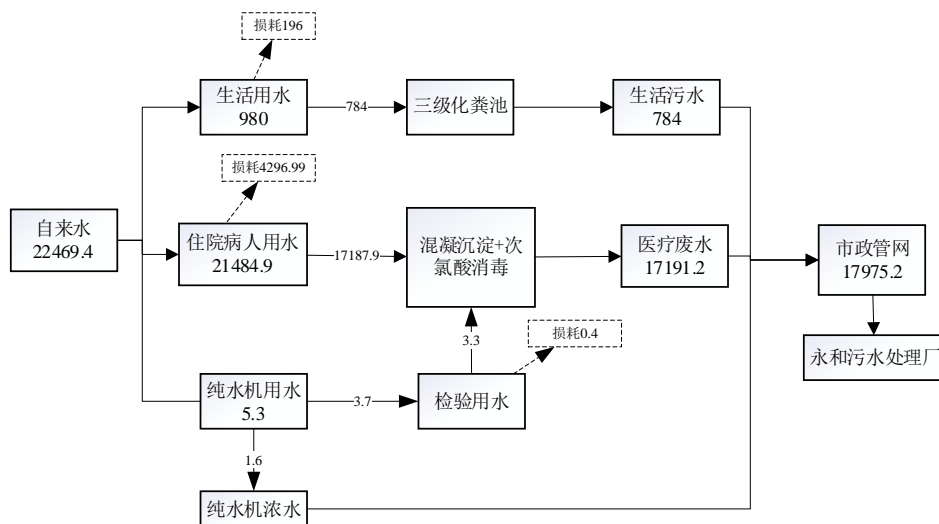 损耗196
生活用水
980
784
三级化粪池
生活污水
784
损耗4296.99
自来水
22469.4
住院病人用水
21484.9
17187.9
混凝沉淀+次
氯酸消毒
医疗废水
17191.2
市政管网
17975.2
3.3
损耗0.4
永和污水处理厂
纯水机用水
5.3
3.7
检验用水
1.6
纯水机浓水